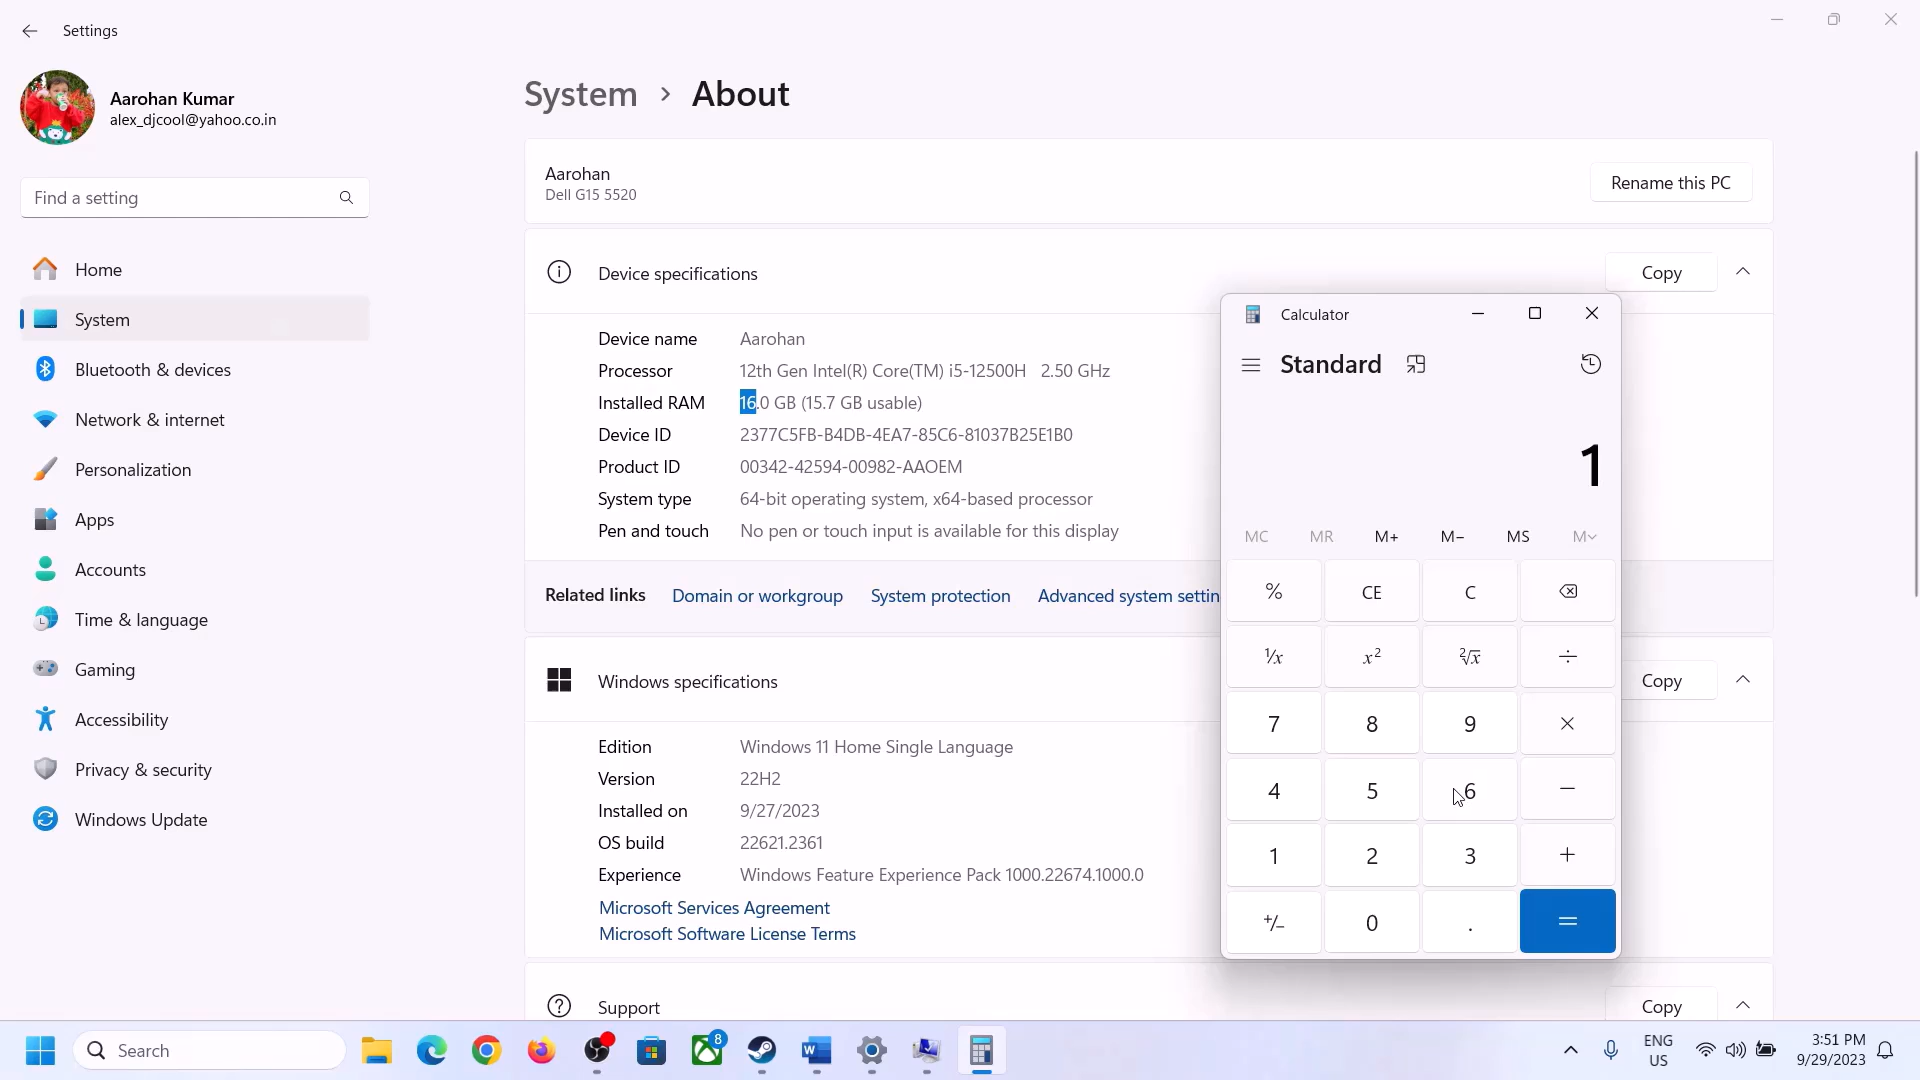 Settings
Aarohan Kumar
alex_djcool@yahoo.co.in
Find a setting
Home
System
Bluetooth & devices
Network & internet
Personalization
Apps
Accounts
Time & language
Gaming
Accessibility
Privacy & security
Windows Update
System > About
Aarohan
Dell G15 5520
Rename this PC
Device specifications
Copy
Device name Aarohan
Processor 12th Gen Intel(R) Core(TM) i5-12500H 2.50 GHz
Installed RAM 16.0 GB (15.7 GB usable)
Device ID 2377C5FB-B4DB-4EA7-85C6-81037B25E1B0
Product ID 00342-42594-00982-AAOEM
System type 64-bit operating system, x64-based processor
Pen and touch No pen or touch input is available for this display
Related links Domain or workgroup System protection Advanced system settin
Windows specifications
Copy
Edition Windows 11 Home Single Language
Version 22H2
Installed on 9/27/2023
OS build 22621.2361
Experience Windows Feature Experience Pack 1000.22674.1000.0
Microsoft Services Agreement
Microsoft Software License Terms
Support
Copy
Calculator
Standard
1
MC MR M+ M− MS M
% CE C
¹/x x² ²√x ÷
7 8 9 ×
4 5 6 −
1 2 3 +
+/− 0 . =
Search
8
ENG
US
3:51 PM
9/29/2023